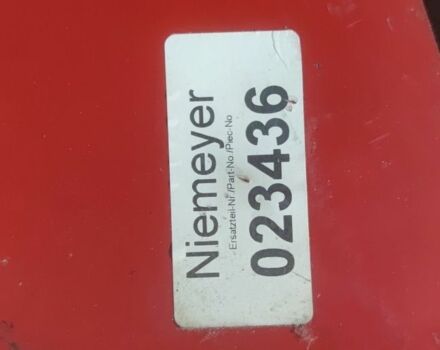 Niemeyer
Ersatzteil-Nr./Part-No./Piec-No
023436